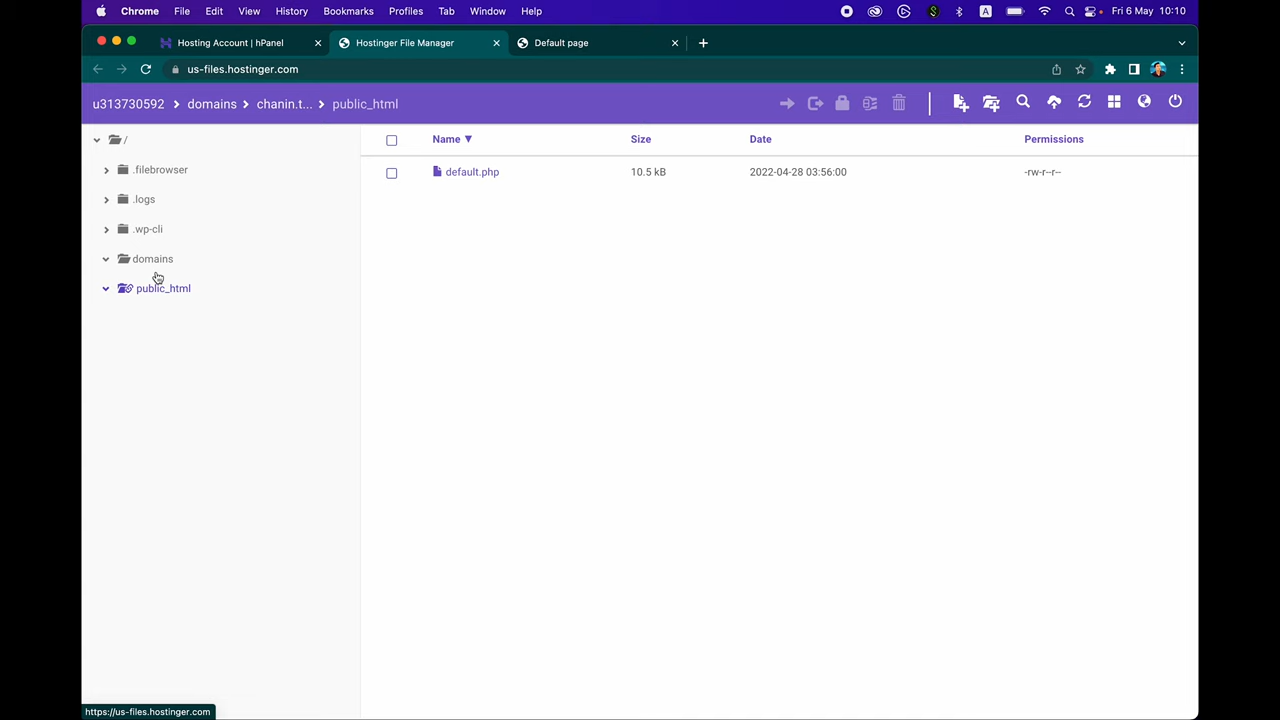 Chrome File Edit View History Bookmarks Profiles Tab Window Help A Fri 6 May 10:10
Hosting Account | hPanel Hostinger File Manager Default page
us-files.hostinger.com
u313730592 domains chanin.t... public_html
/
.filebrowser
.logs
.wp-cli
domains
public_html
Name Size Date Permissions
default.php 10.5 kB 2022-04-28 03:56:00 -rw-r--r--
https://us-files.hostinger.com